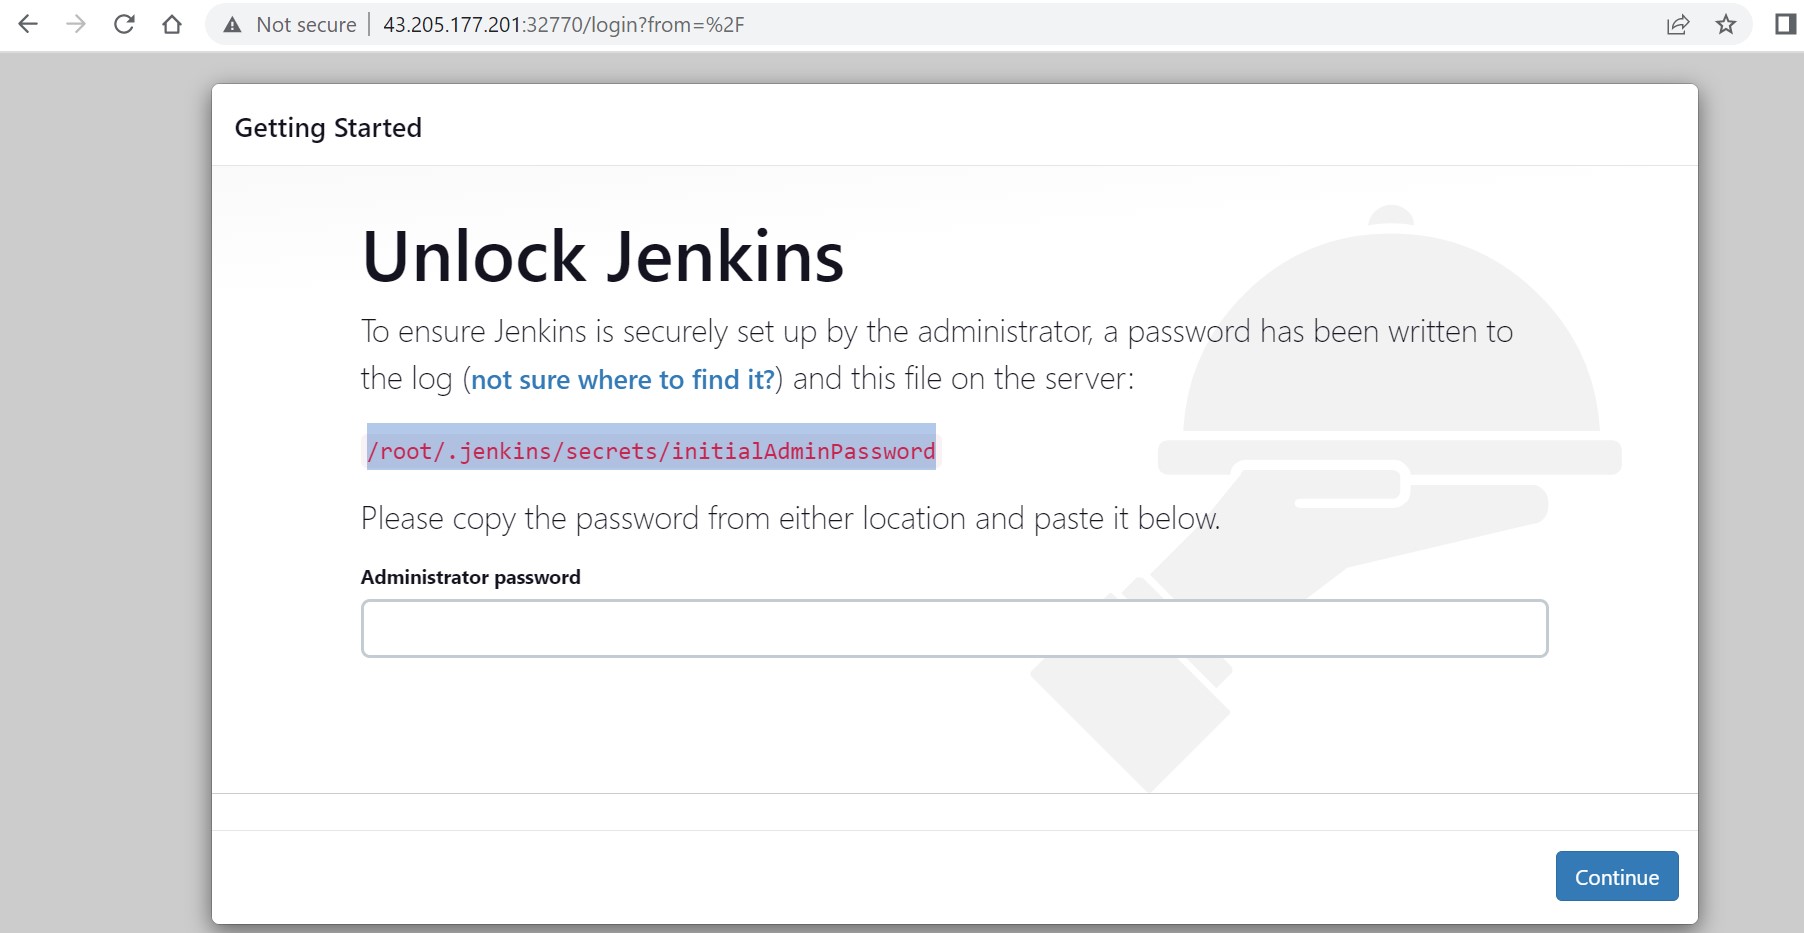 Not secure | 43.205.177.201:32770/login?from=%2F
Getting Started
Unlock Jenkins
To ensure Jenkins is securely set up by the administrator, a password has been written to
the log (not sure where to find it?) and this file on the server:
/root/.jenkins/secrets/initialAdminPassword
Please copy the password from either location and paste it below.
Administrator password
Continue